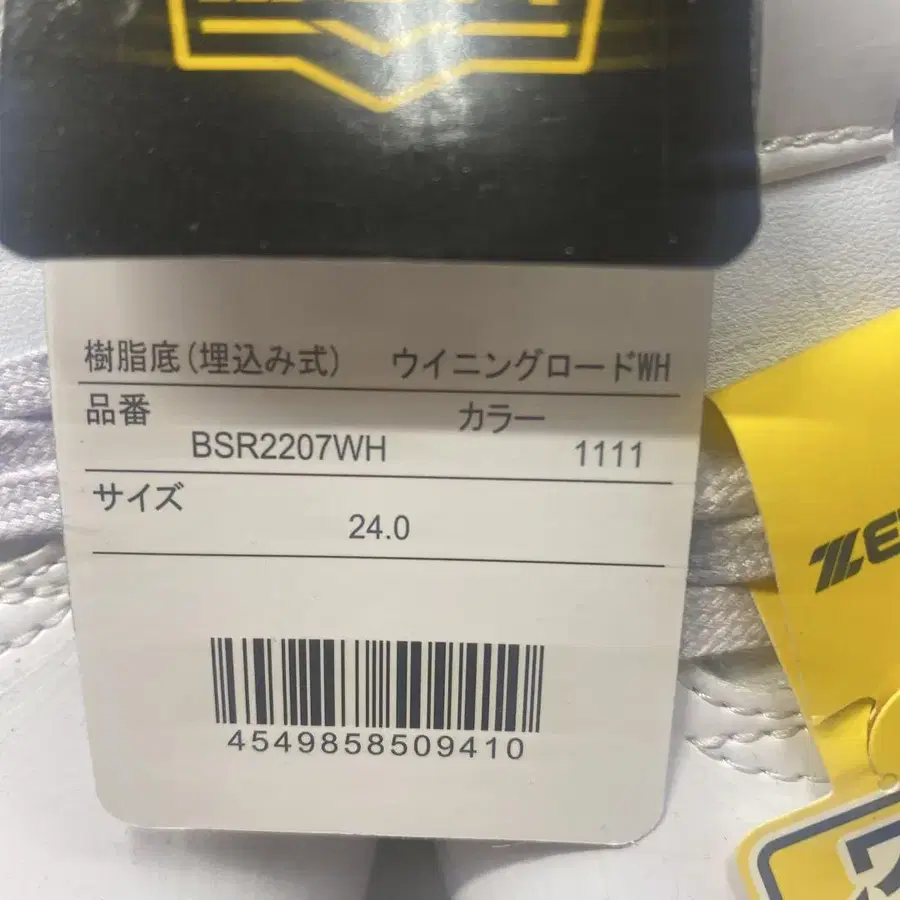 樹脂底(埋込み式) ウイニングロードWH
品番 カラー
BSR2207WH 1111
サイズ
24.0
4549858509410